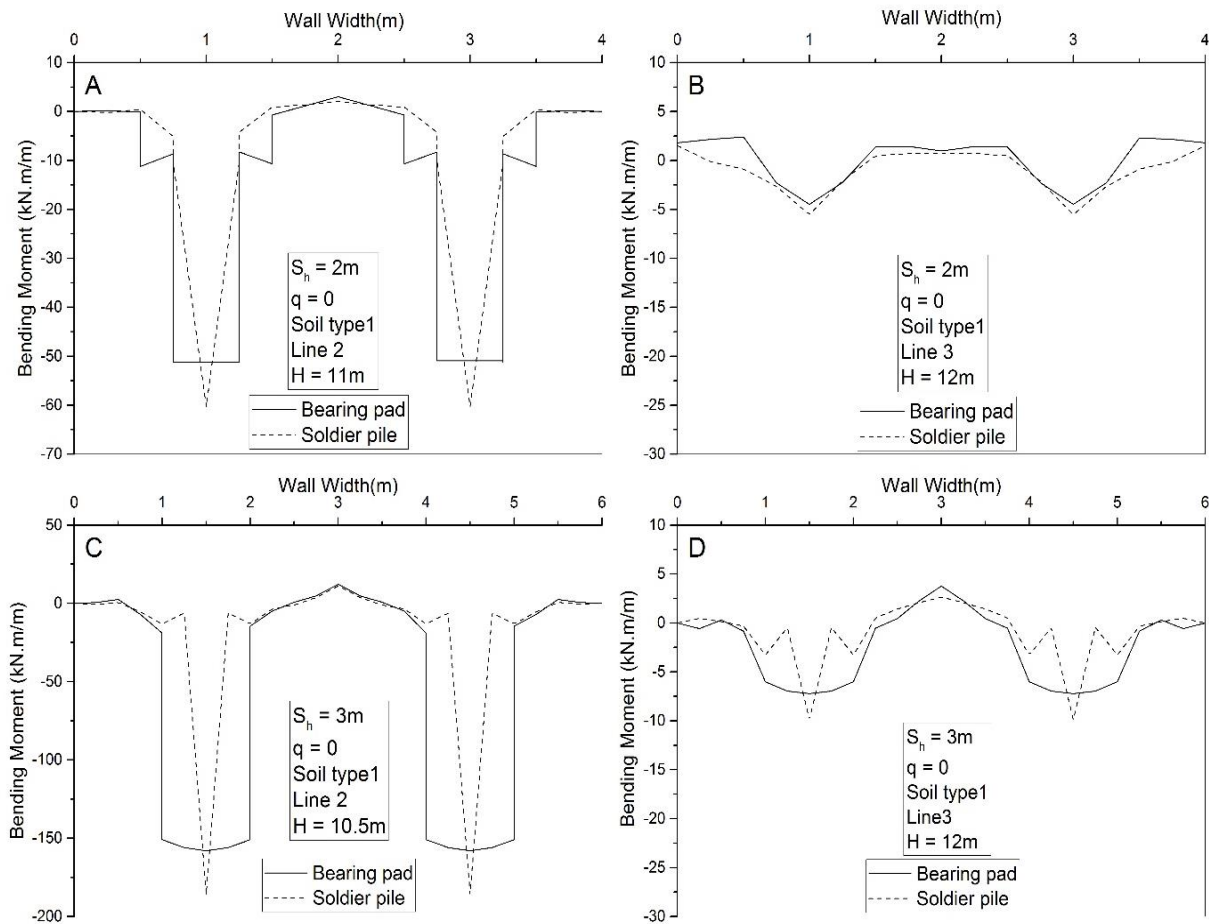 Wall Width(m)
0 1 2 3 4
10
0
-10
-20
-30
-40
-50
-60
-70
Bending Moment (kN.m/m)
A
S_h = 2m
q = 0
Soil type1
Line 2
H = 11m
Bearing pad
Soldier pile
Wall Width(m)
0 1 2 3 4
10
5
0
-5
-10
-15
-20
-25
-30
Bending Moment (kN.m/m)
B
S_h = 2m
q = 0
Soil type1
Line 3
H = 12m
Bearing pad
Soldier pile
Wall Width(m)
0 1 2 3 4 5 6
50
0
-50
-100
-150
-200
Bending Moment (kN.m/m)
C
S_h = 3m
q = 0
Soil type1
Line 2
H = 10.5m
Bearing pad
Soldier pile
Wall Width(m)
0 1 2 3 4 5 6
10
5
0
-5
-10
-15
-20
-25
-30
Bending Moment (kN.m/m)
D
S_h = 3m
q = 0
Soil type1
Line3
H = 12m
Bearing pad
Soldier pile